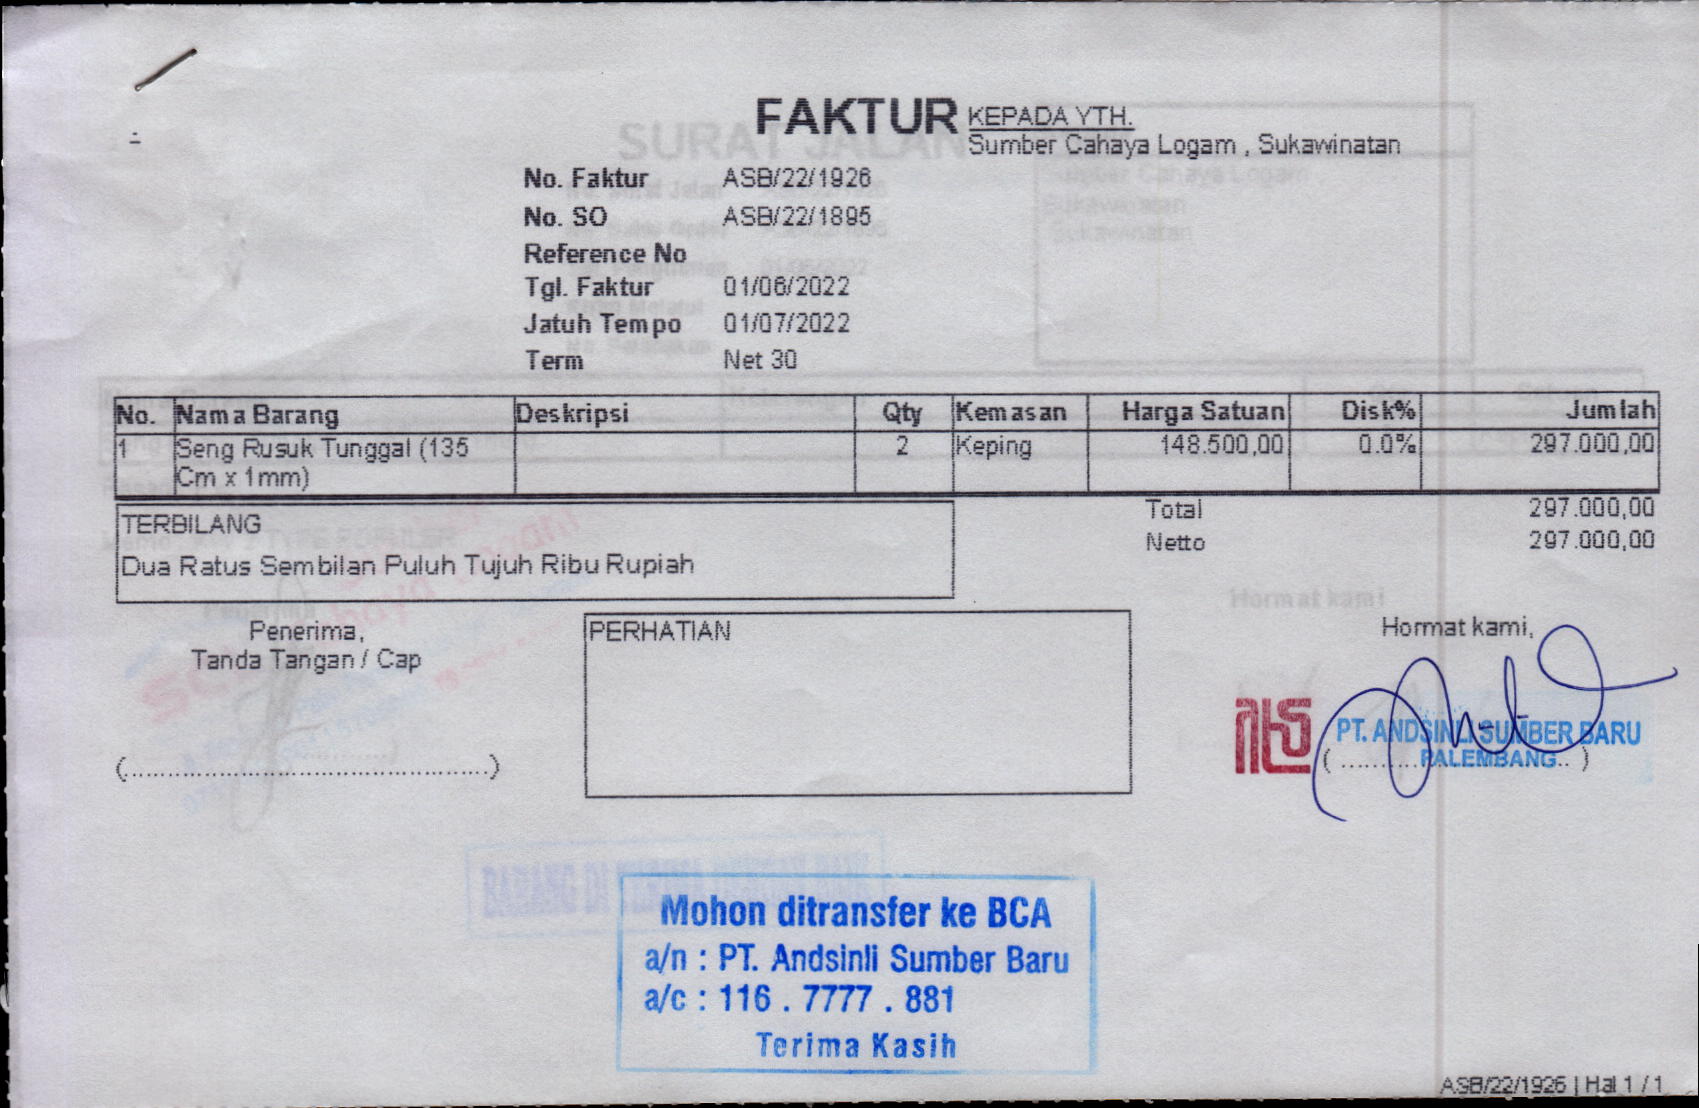 FAKTUR
KEPADA YTH.
Sumber Cahaya Logam , Sukawinatan
SURAT JALAN
No. Faktur ASB/22/1926
No. SO ASB/22/1895
Reference No
Tgl. Faktur 01/06/2022
Jatuh Tempo 01/07/2022
Term Net 30
No. Nama Barang Deskripsi Qty Kemasan Harga Satuan Disk% Jumlah
1 Seng Rusuk Tunggal (135 2 Keping 148.500,00 0.0% 297.000,00
Cm x 1mm)
Total 297.000,00
Netto 297.000,00
TERBILANG
Dua Ratus Sembilan Puluh Tujuh Ribu Rupiah
Penerima,
Tanda Tangan / Cap
(...............................................)
PERHATIAN
Hormat kami
Hormat kami,
PT. ANDSINLI SUMBER BARU
PALEMBANG
Mohon ditransfer ke BCA
a/n : PT. Andsinli Sumber Baru
a/c : 116 . 7777 . 881
Terima Kasih
ASB/22/1926 | Hal 1 / 1